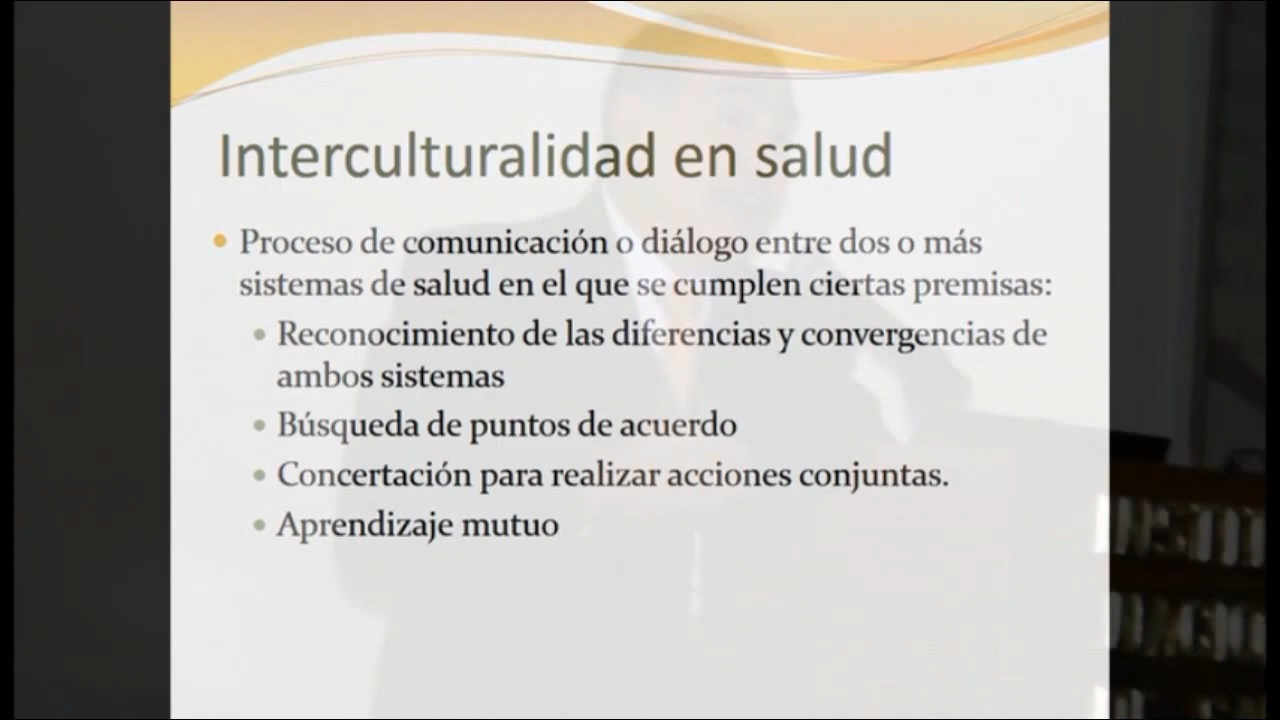 Interculturalidad en salud
Proceso de comunicación o diálogo entre dos o más
sistemas de salud en el que se cumplen ciertas premisas:
Reconocimiento de las diferencias y convergencias de
ambos sistemas
Búsqueda de puntos de acuerdo
Concertación para realizar acciones conjuntas.
Aprendizaje mutuo